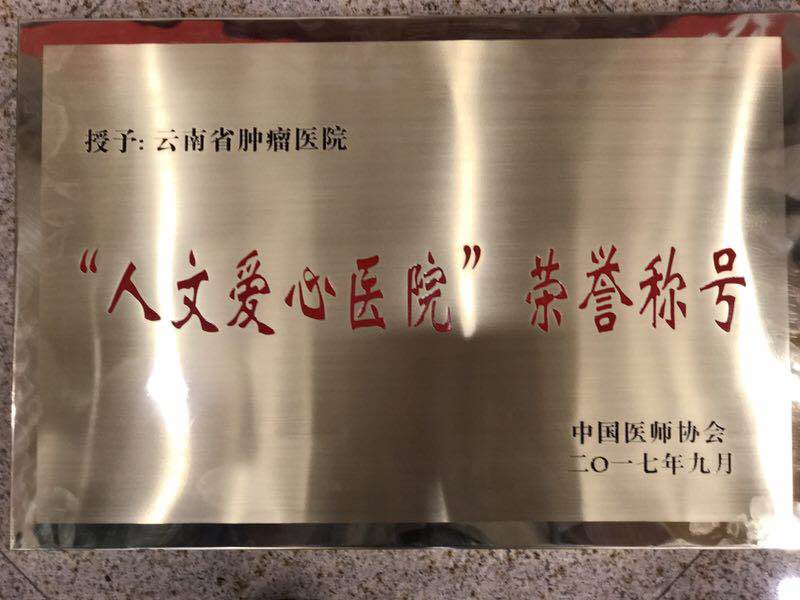 授予: 云南省肿瘤医院
“人文爱心医院”荣誉称号
中国医师协会
二〇一七年九月